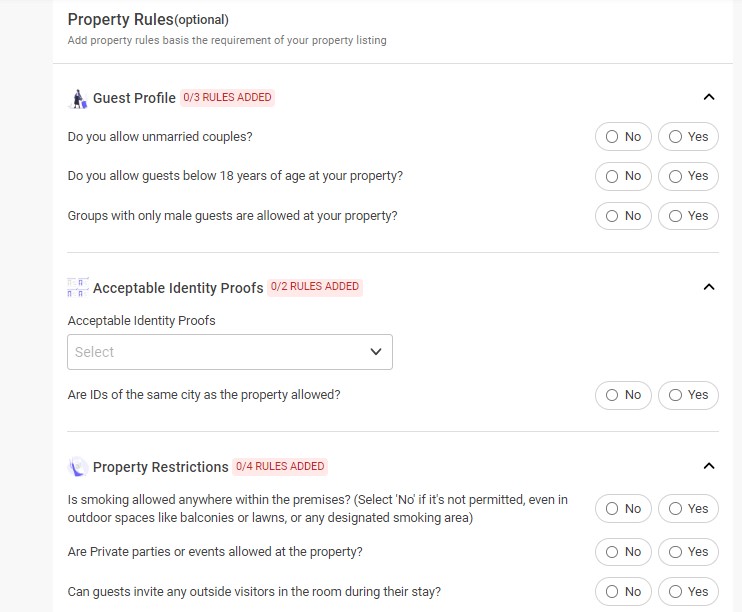 Property Rules(optional)
Add property rules basis the requirement of your property listing
Guest Profile 0/3 RULES ADDED
Do you allow unmarried couples? No Yes
Do you allow guests below 18 years of age at your property? No Yes
Groups with only male guests are allowed at your property? No Yes
Acceptable Identity Proofs 0/2 RULES ADDED
Acceptable Identity Proofs
Select
Are IDs of the same city as the property allowed? No Yes
Property Restrictions 0/4 RULES ADDED
Is smoking allowed anywhere within the premises? (Select 'No' if it's not permitted, even in
outdoor spaces like balconies or lawns, or any designated smoking area) No Yes
Are Private parties or events allowed at the property? No Yes
Can guests invite any outside visitors in the room during their stay? No Yes